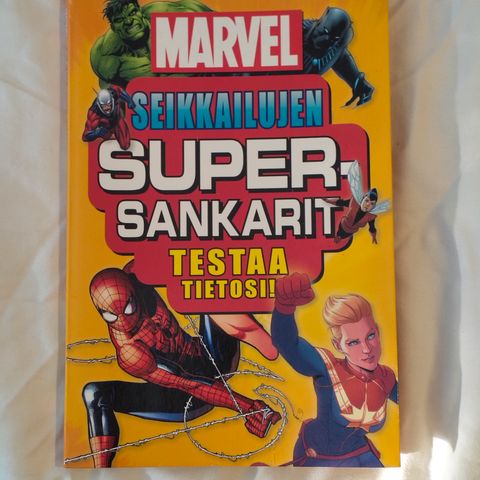 MARVEL
SEIKKAILUJEN
SUPER-
SANKARIT
TESTAA
TIETOSI!